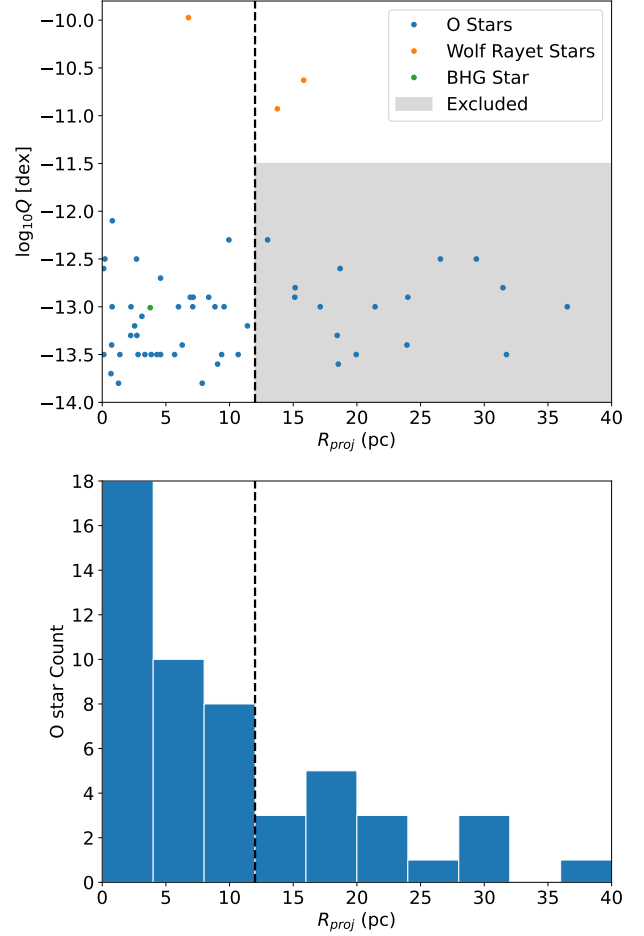 −10.0
−10.5
−11.0
−11.5
−12.0
−12.5
−13.0
−13.5
−14.0
log₁₀Q [dex]
O Stars
Wolf Rayet Stars
BHG Star
Excluded
0 5 10 15 20 25 30 35 40
R_proj (pc)
18
16
14
12
10
8
6
4
2
0
O star Count
0 5 10 15 20 25 30 35 40
R_proj (pc)